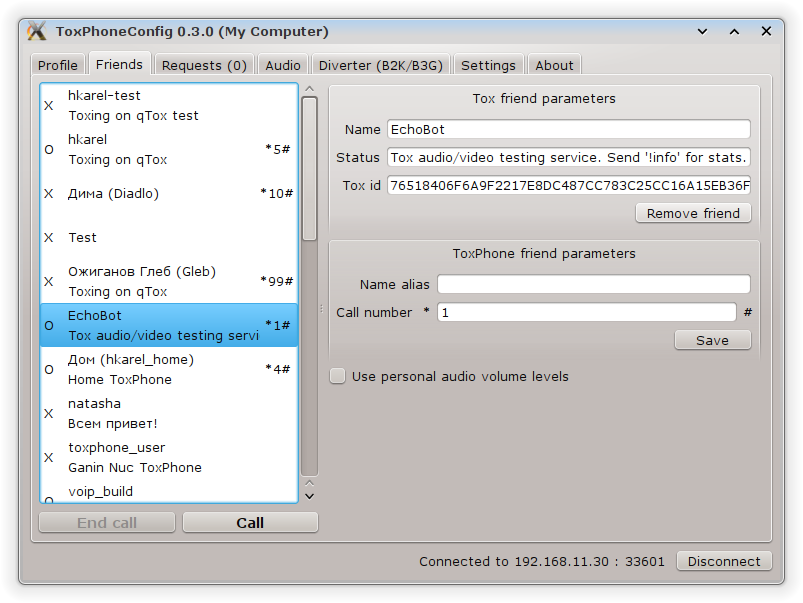 ToxPhoneConfig 0.3.0 (My Computer)
Profile Friends Requests (0) Audio Diverter (B2K/B3G) Settings About
X hkarel-test
Toxing on qTox test
O hkarel *5#
Toxing on qTox
X Дима (Diadlo) *10#
X Test
X Ожиганов Глеб (Gleb) *99#
Toxing on qTox
O EchoBot *1#
Tox audio/video testing servi
O Дом (hkarel_home) *4#
Home ToxPhone
X natasha
Всем привет!
X toxphone_user
Ganin Nuc ToxPhone
O voip_build
End call Call
Tox friend parameters
Name EchoBot
Status Tox audio/video testing service. Send '!info' for stats.
Tox id 76518406F6A9F2217E8DC487CC783C25CC16A15EB36F
Remove friend
ToxPhone friend parameters
Name alias
Call number * 1 #
Save
Use personal audio volume levels
Connected to 192.168.11.30 : 33601 Disconnect